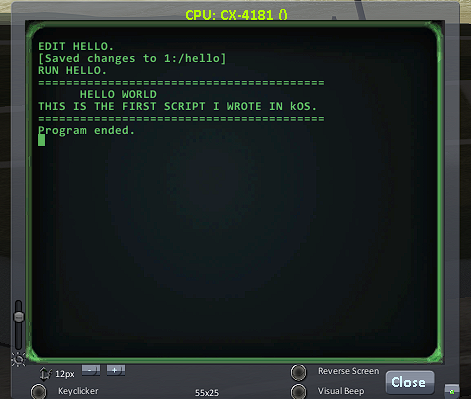 CPU: CX-4181 ()
EDIT HELLO.
[Saved changes to 1:/hello]
RUN HELLO.
=========================================
HELLO WORLD
THIS IS THE FIRST SCRIPT I WROTE IN kOS.
=========================================
Program ended.
12px
-
+
Reverse Screen
Close
Keyclicker
55x25
Visual Beep